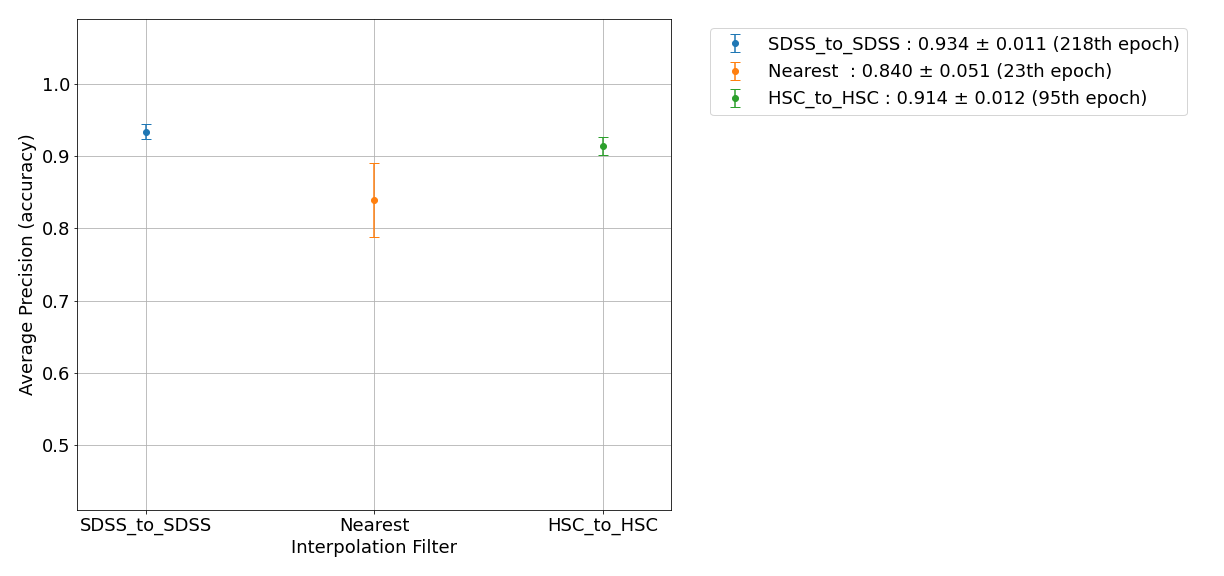 SDSS_to_SDSS : 0.934 ± 0.011 (218th epoch)
Nearest  : 0.840 ± 0.051 (23th epoch)
HSC_to_HSC : 0.914 ± 0.012 (95th epoch)
Average Precision (accuracy)
1.0
0.9
0.8
0.7
0.6
0.5
SDSS_to_SDSS
Nearest
HSC_to_HSC
Interpolation Filter